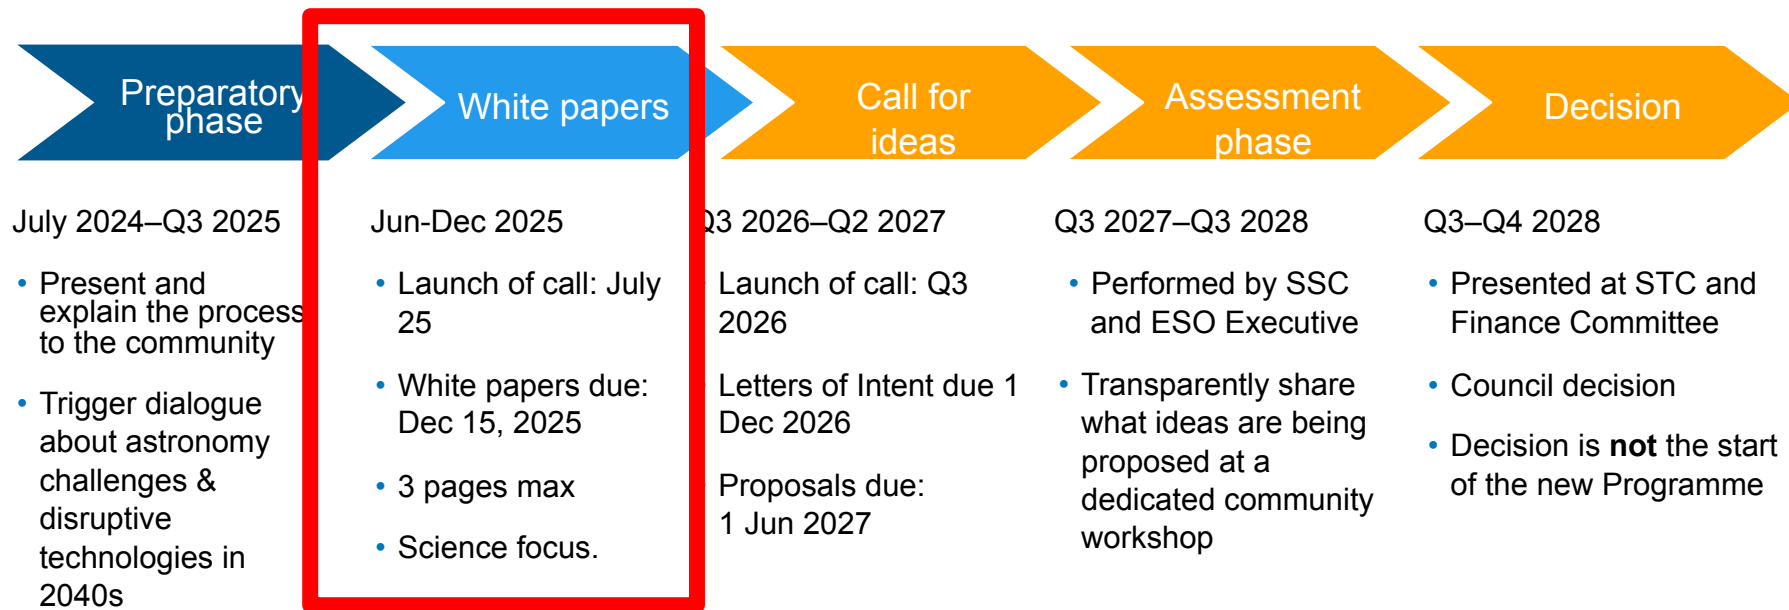 Preparatory
phase
White papers
Call for
ideas
Assessment
phase
Decision
July 2024–Q3 2025
• Present and
explain the process
to the community
• Trigger dialogue
about astronomy
challenges &
disruptive
technologies in
2040s
Jun-Dec 2025
• Launch of call: July
25
• White papers due:
Dec 15, 2025
• 3 pages max
• Science focus.
Q3 2026–Q2 2027
Launch of call: Q3
2026
Letters of Intent due 1
Dec 2026
Proposals due:
1 Jun 2027
Q3 2027–Q3 2028
• Performed by SSC
and ESO Executive
• Transparently share
what ideas are being
proposed at a
dedicated community
workshop
Q3–Q4 2028
• Presented at STC and
Finance Committee
• Council decision
• Decision is not the start
of the new Programme